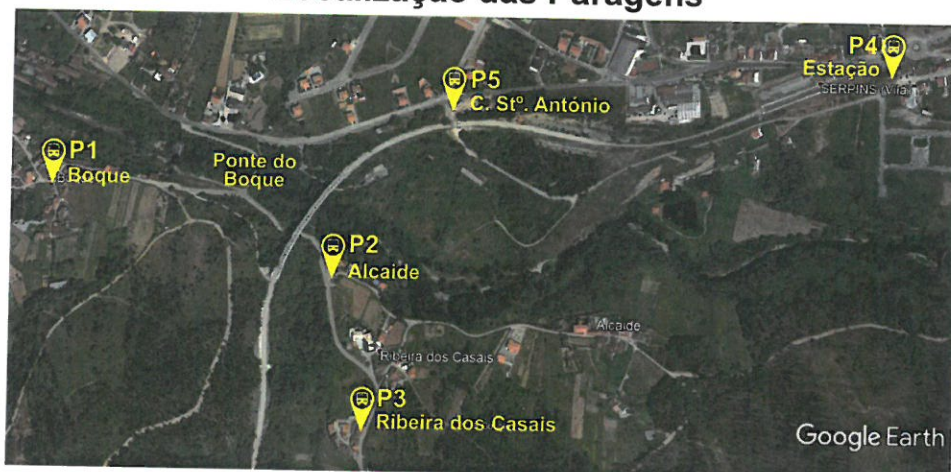 das Paragens
P4
Estação
SERPINS (Vila)
P5
C. Stº. António
P1
Boque
Ponte do
Boque
P2
Alcaide
Alcaide
Ribeira dos Casais
P3
Ribeira dos Casais
Google Earth